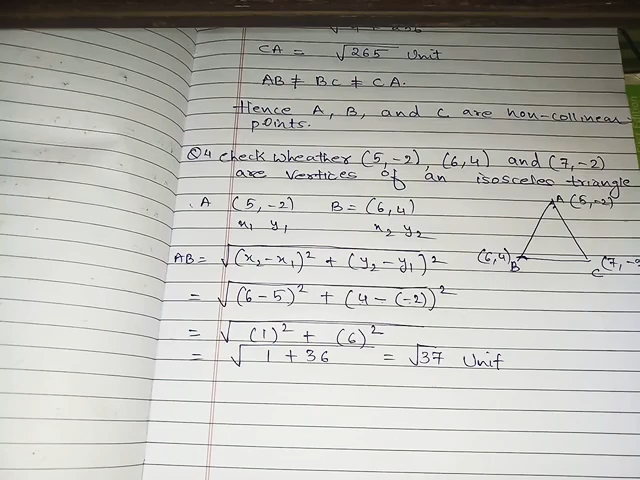 CA = √265 Unit
AB ≠ BC ≠ CA.
Hence A, B, and C are non-collinear
points.
Q4 check wheather (5,-2), (6,4) and (7,-2)
are vertices of an isosceles triangle
A (5,-2) B = (6,4)
x₁ y₁ x₂ y₂
A (5,-2)
(6,4) B
C (7,-
AB = √(x₂-x₁)² + (y₂-y₁)²
= √(6-5)² + (4-(-2))²
= √(1)² + (6)²
= √1 + 36 = √37 Unit